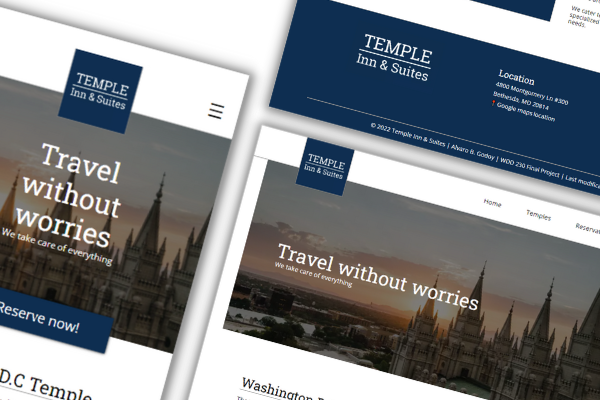 TEMPLE
Inn & Suites
☰
Travel
without
worries
We take care of everything
Reserve now!
D.C Temple
We cater t
specialized
needs.
TEMPLE
Inn & Suites
Location
4800 Montgomery Ln #300
Bethesda, MD 20814
Google maps location
© 2022 Temple Inn & Suites | Alvaro B. Godoy | WDD 230 Final Project | Last modifica
TEMPLE
Inn & Suites
Home
Temples
Reserva
Travel without worries
We take care of everything
Washington